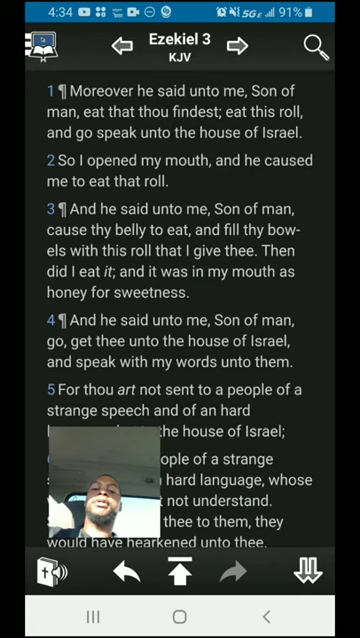 4:34
5G E
91%
Ezekiel 3
KJV
1 ¶ Moreover he said unto me, Son of
man, eat that thou findest; eat this roll,
and go speak unto the house of Israel.
2 So I opened my mouth, and he caused
me to eat that roll.
3 ¶ And he said unto me, Son of man,
cause thy belly to eat, and fill thy bow-
els with this roll that I give thee. Then
did I eat it; and it was in my mouth as
honey for sweetness.
4 ¶ And he said unto me, Son of man,
go, get thee unto the house of Israel,
and speak with my words unto them.
5 For thou art not sent to a people of a
strange speech and of an hard
the house of Israel;
ople of a strange
hard language, whose
not understand.
thee to them, they
would have hearkened unto thee.